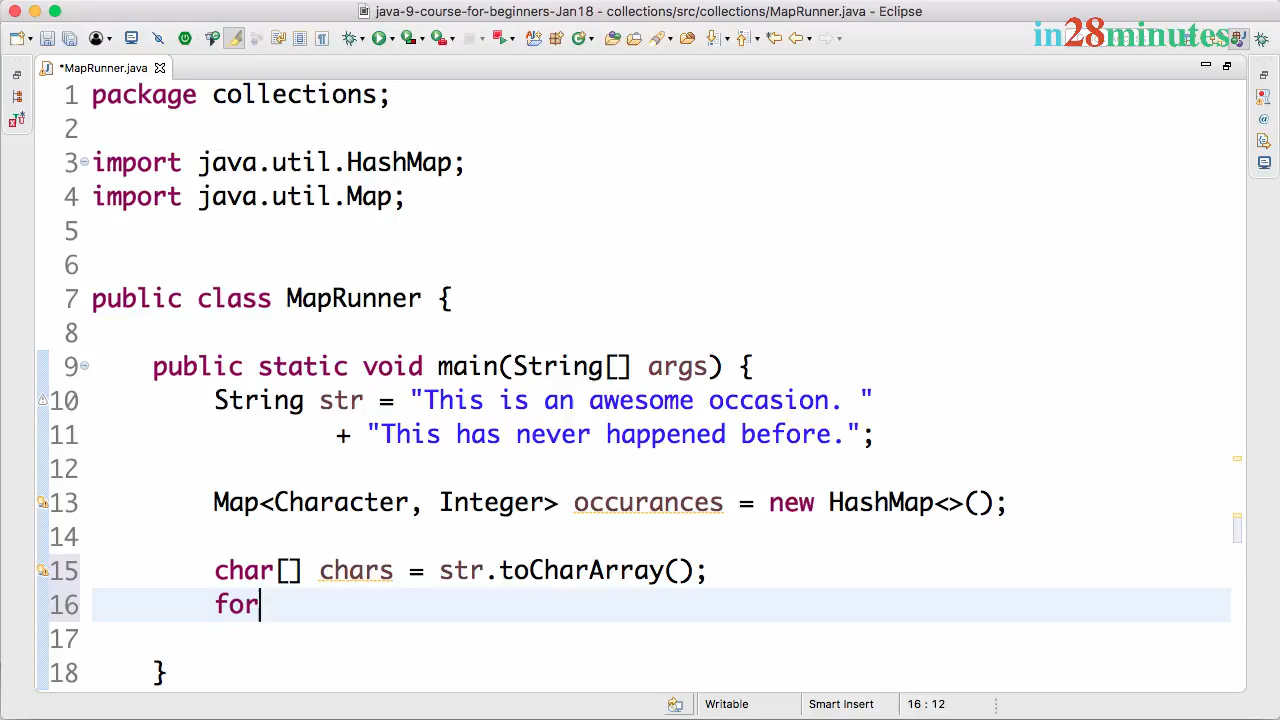 java-9-course-for-beginners-Jan18 - collections/src/collections/MapRunner.java - Eclipse
in28minutes
*MapRunner.java
1 package collections;
2
3 import java.util.HashMap;
4 import java.util.Map;
5
6
7 public class MapRunner {
8
9 public static void main(String[] args) {
10 String str = "This is an awesome occasion. "
11 + "This has never happened before.";
12
13 Map<Character, Integer> occurances = new HashMap<>();
14
15 char[] chars = str.toCharArray();
16 for
17
18 }
Writable Smart Insert 16 : 12